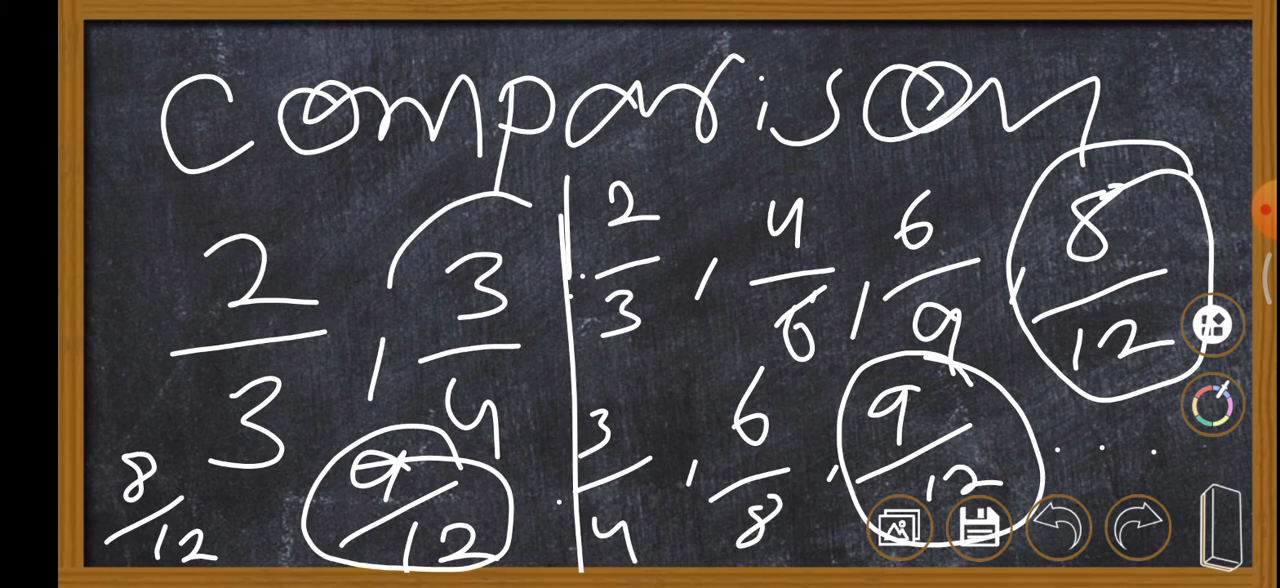 Comparison
2/3 , 3/4
8/12 9/12
2/3 , 4/6 , 6/9 8/12
3/4 , 6/8 , 9/12 . . .